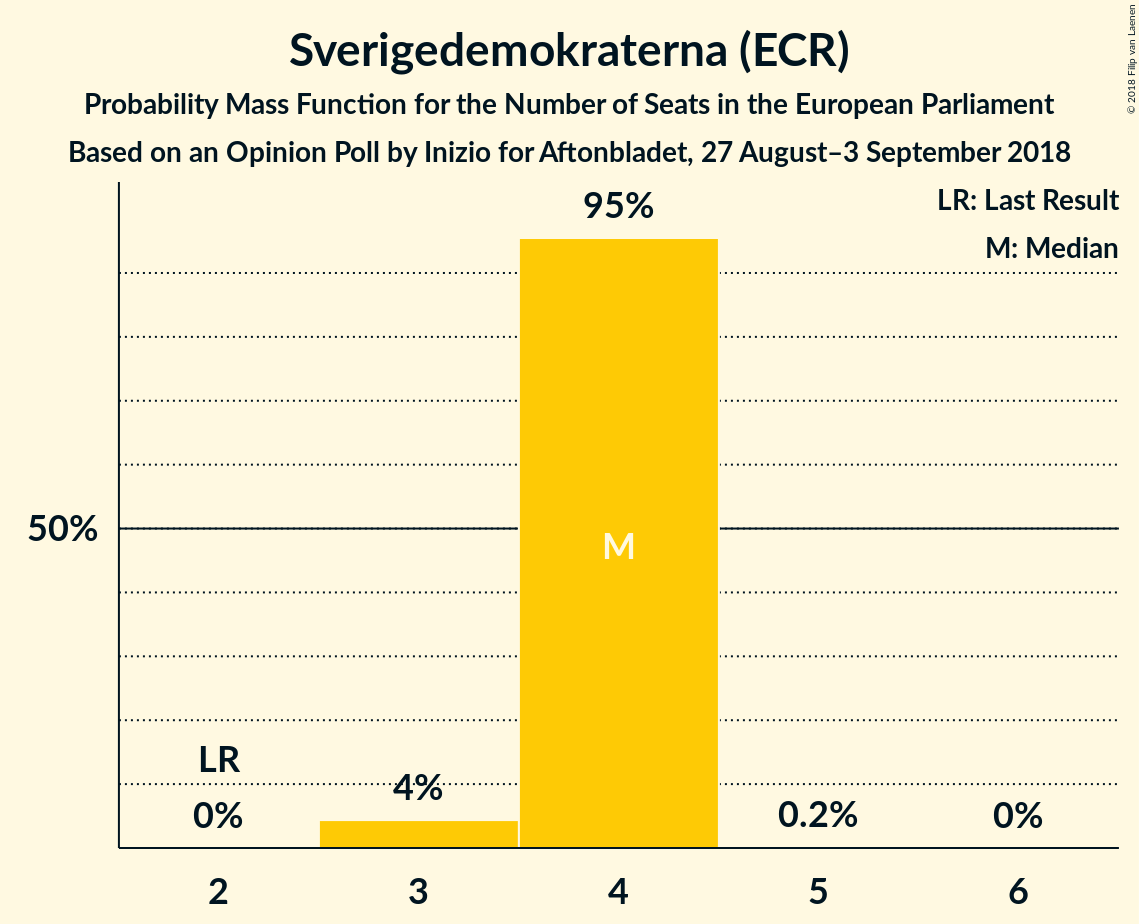 Sverigedemokraterna (ECR)
Probability Mass Function for the Number of Seats in the European Parliament
Based on an Opinion Poll by Inizio for Aftonbladet, 27 August–3 September 2018
© 2018 Filip van Laenen
LR: Last Result
M: Median
95%
50%
M
LR
0%
4%
0.2%
0%
2
3
4
5
6